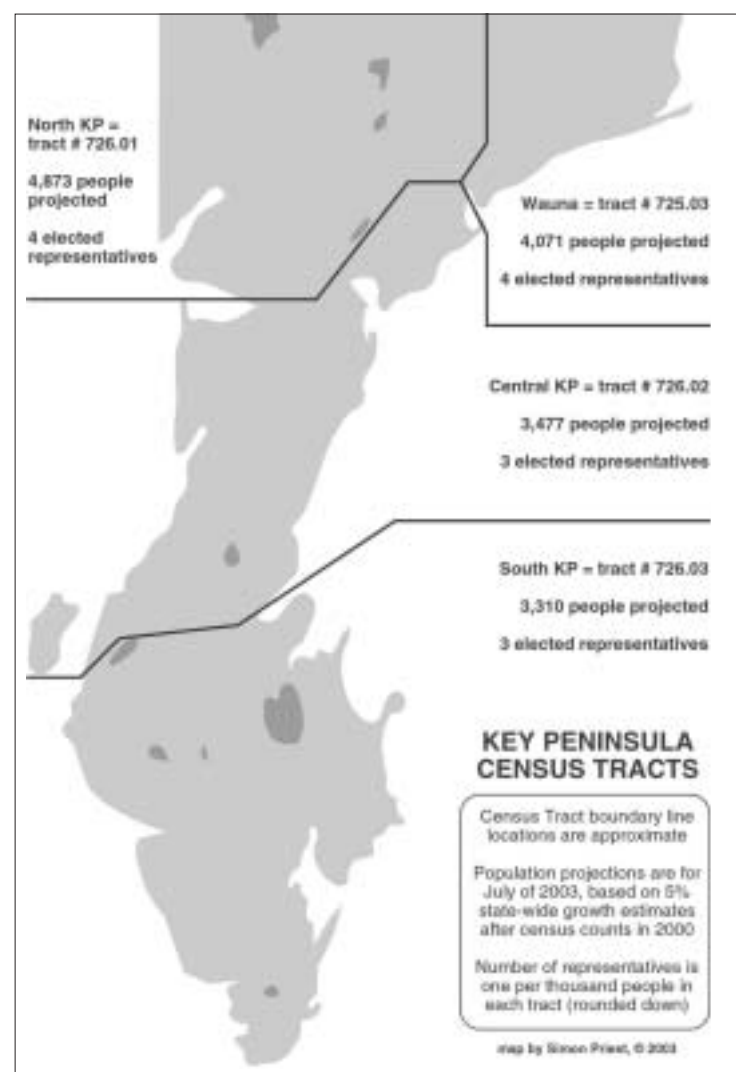 North KP =
tract # 726.01
4,873 people
projected
4 elected
representatives
Wauna = tract # 725.03
4,071 people projected
4 elected representatives
Central KP = tract # 726.02
3,477 people projected
3 elected representatives
South KP = tract # 726.03
3,310 people projected
3 elected representatives
KEY PENINSULA
CENSUS TRACTS
Census Tract boundary line
locations are approximate
Population projections are for
July of 2003, based on 5%
state-wide growth estimates
after census counts in 2000
Number of representatives is
one per thousand people in
each tract (rounded down)
map by Simon Priest, © 2003